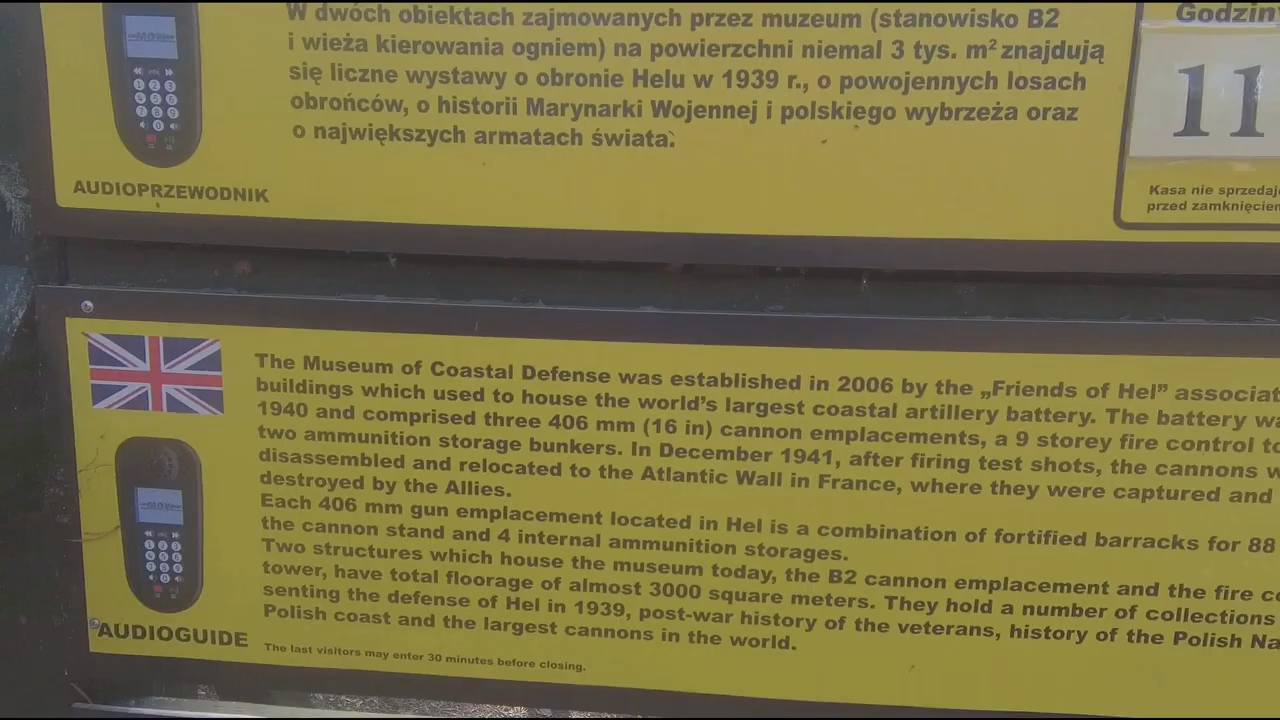 W dwóch obiektach zajmowanych przez muzeum (stanowisko B2
i wieża kierowania ogniem) na powierzchni niemal 3 tys. m² znajdują
się liczne wystawy o obronie Helu w 1939 r., o powojennych losach
obrońców, o historii Marynarki Wojennej i polskiego wybrzeża oraz
o największych armatach świata.
AUDIOPRZEWODNIK
Godziny
11
Kasa nie sprzedaj
przed zamknięciem
The Museum of Coastal Defense was established in 2006 by the „Friends of Hel” associat
buildings which used to house the world's largest coastal artillery battery. The battery wa
1940 and comprised three 406 mm (16 in) cannon emplacements, a 9 storey fire control to
two ammunition storage bunkers. In December 1941, after firing test shots, the cannons w
disassembled and relocated to the Atlantic Wall in France, where they were captured and
destroyed by the Allies.
Each 406 mm gun emplacement located in Hel is a combination of fortified barracks for 88
the cannon stand and 4 internal ammunition storages.
Two structures which house the museum today, the B2 cannon emplacement and the fire co
tower, have total floorage of almost 3000 square meters. They hold a number of collections
senting the defense of Hel in 1939, post-war history of the veterans, history of the Polish Na
Polish coast and the largest cannons in the world.
AUDIOGUIDE
The last visitors may enter 30 minutes before closing.